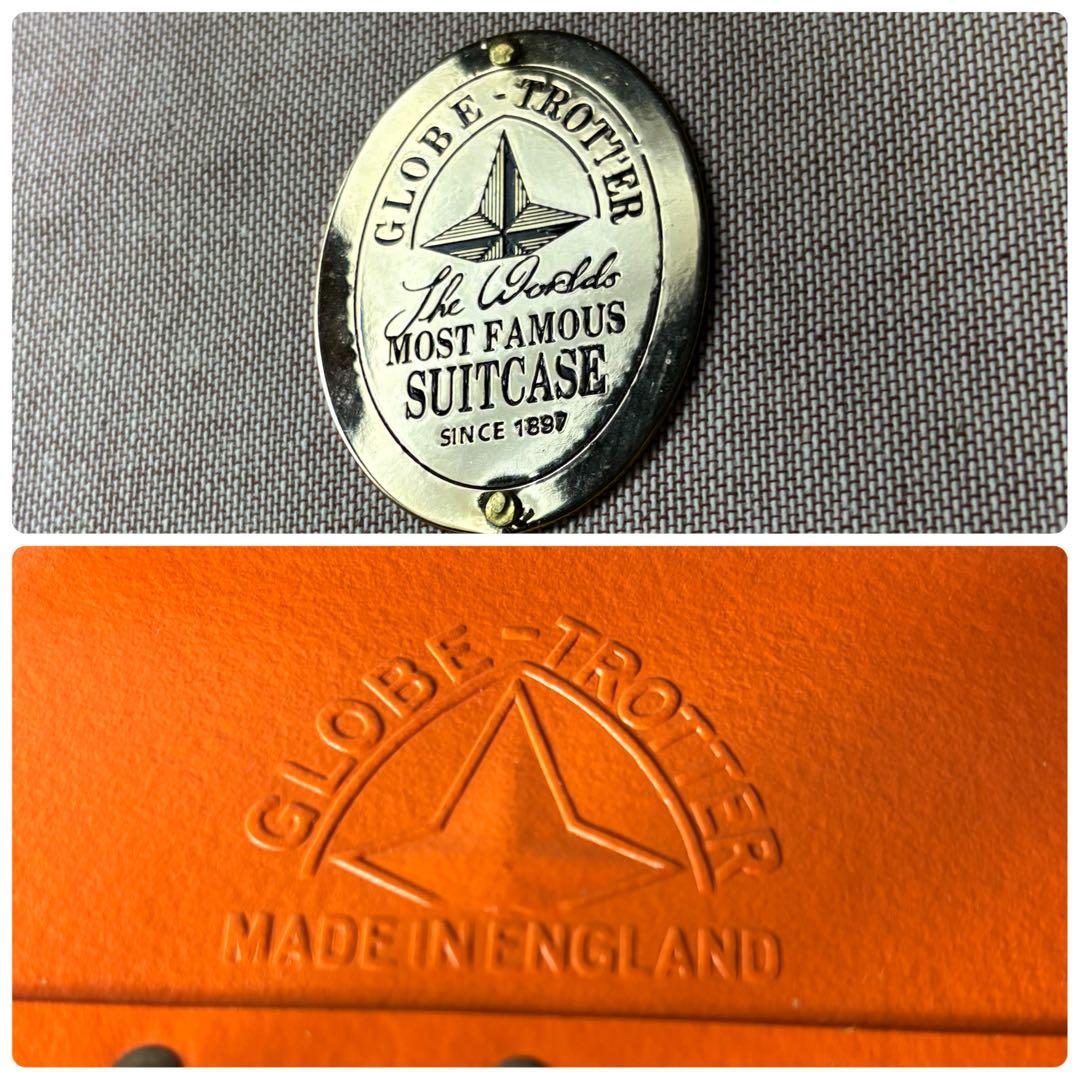 GLOBE-TROTTER
The Worlds
MOST FAMOUS
SUITCASE
SINCE 1897
GLOBE-TROTTER
MADE IN ENGLAND